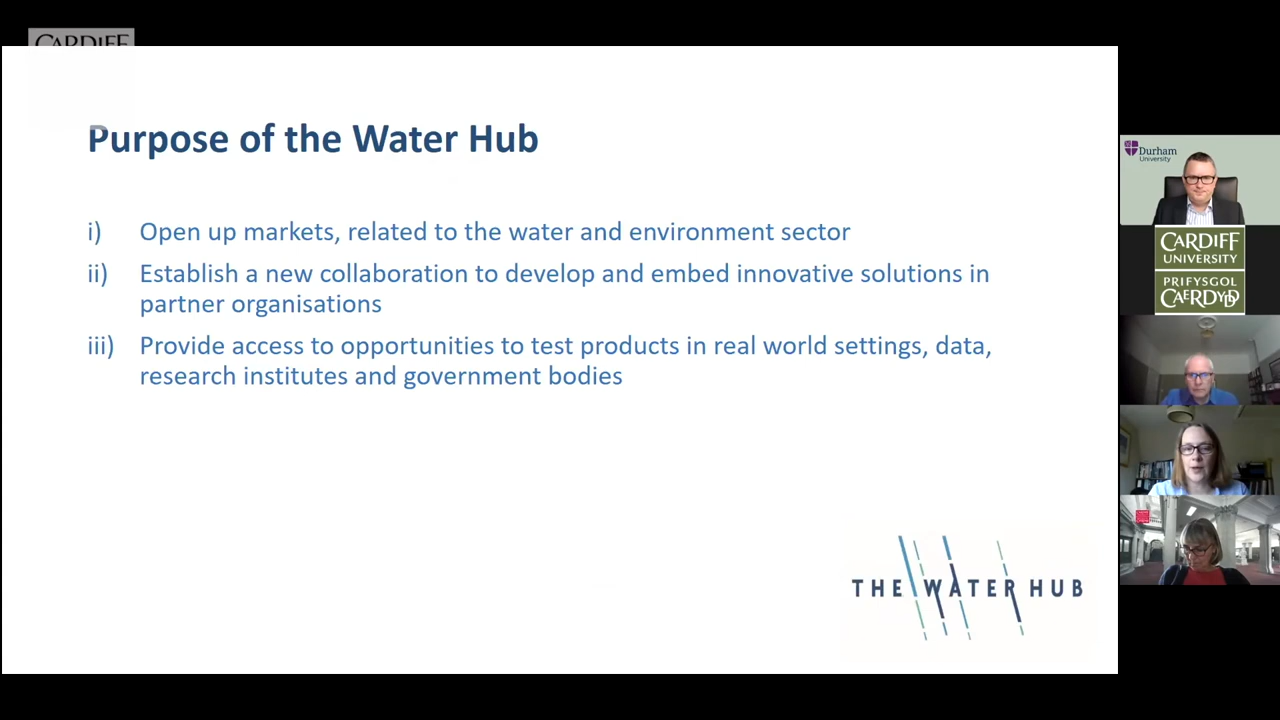 CARDIFF
Purpose of the Water Hub
i) Open up markets, related to the water and environment sector
ii) Establish a new collaboration to develop and embed innovative solutions in
partner organisations
iii) Provide access to opportunities to test products in real world settings, data,
research institutes and government bodies
THE WATER HUB
Durham
University
CARDIFF
UNIVERSITY
PRIFYSGOL
CAERDYDD